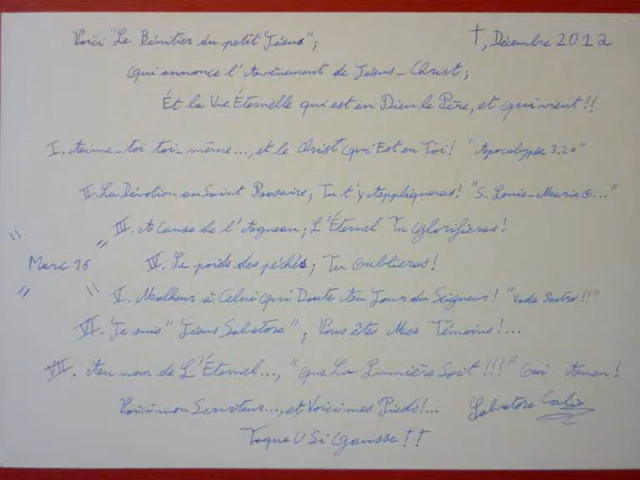 Voici "Le Bénitier du petit Jésus";
†, Décembre 2012
Qui annonce l'Avènement de Jésus-Christ;
Et la Vie Éternelle qui est en Dieu le Père, et qui vient!!
I. Aime-toi toi-même..., et le Christ qui Est en Toi! "Apocalypse 3.20"
II. La Dévotion au Saint Rosaire, Tu t'y Appliqueras! "S. Louis-Marie G..."
III. A Cause de l'Agneau; L'Éternel Tu Glorifieras!
Marc 16
IV. Le poids des péchés; Tu Oublieras!
V. Malheur à Celui qui Doute Au Jour du Seigneur! "Vade Satro!!"
VI. Je suis "Jésus Salvatore", Vous êtes Mes Témoins!...
VII. Au nom de L'Éternel..., "que La Lumière Soit!!!" Oui Amen!
Voici mon Serviteur..., et Voici mes Pieds!...
Salvatore